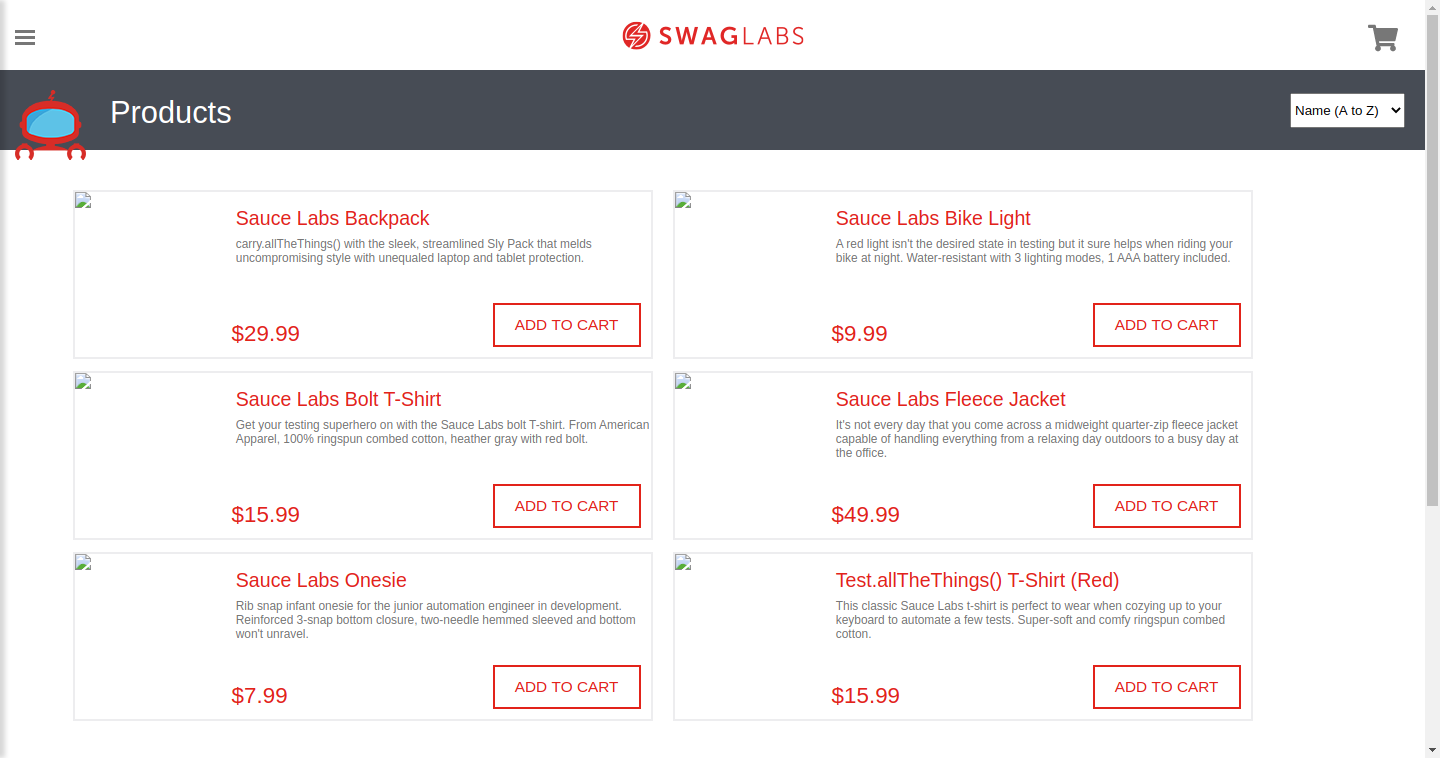 SWAGLABS
Products
Name (A to Z)
Sauce Labs Backpack
carry.allTheThings() with the sleek, streamlined Sly Pack that melds
uncompromising style with unequaled laptop and tablet protection.
$29.99
ADD TO CART
Sauce Labs Bike Light
A red light isn't the desired state in testing but it sure helps when riding your
bike at night. Water-resistant with 3 lighting modes, 1 AAA battery included.
$9.99
ADD TO CART
Sauce Labs Bolt T-Shirt
Get your testing superhero on with the Sauce Labs bolt T-shirt. From American
Apparel, 100% ringspun combed cotton, heather gray with red bolt.
$15.99
ADD TO CART
Sauce Labs Fleece Jacket
It's not every day that you come across a midweight quarter-zip fleece jacket
capable of handling everything from a relaxing day outdoors to a busy day at
the office.
$49.99
ADD TO CART
Sauce Labs Onesie
Rib snap infant onesie for the junior automation engineer in development.
Reinforced 3-snap bottom closure, two-needle hemmed sleeved and bottom
won't unravel.
$7.99
ADD TO CART
Test.allTheThings() T-Shirt (Red)
This classic Sauce Labs t-shirt is perfect to wear when cozying up to your
keyboard to automate a few tests. Super-soft and comfy ringspun combed
cotton.
$15.99
ADD TO CART